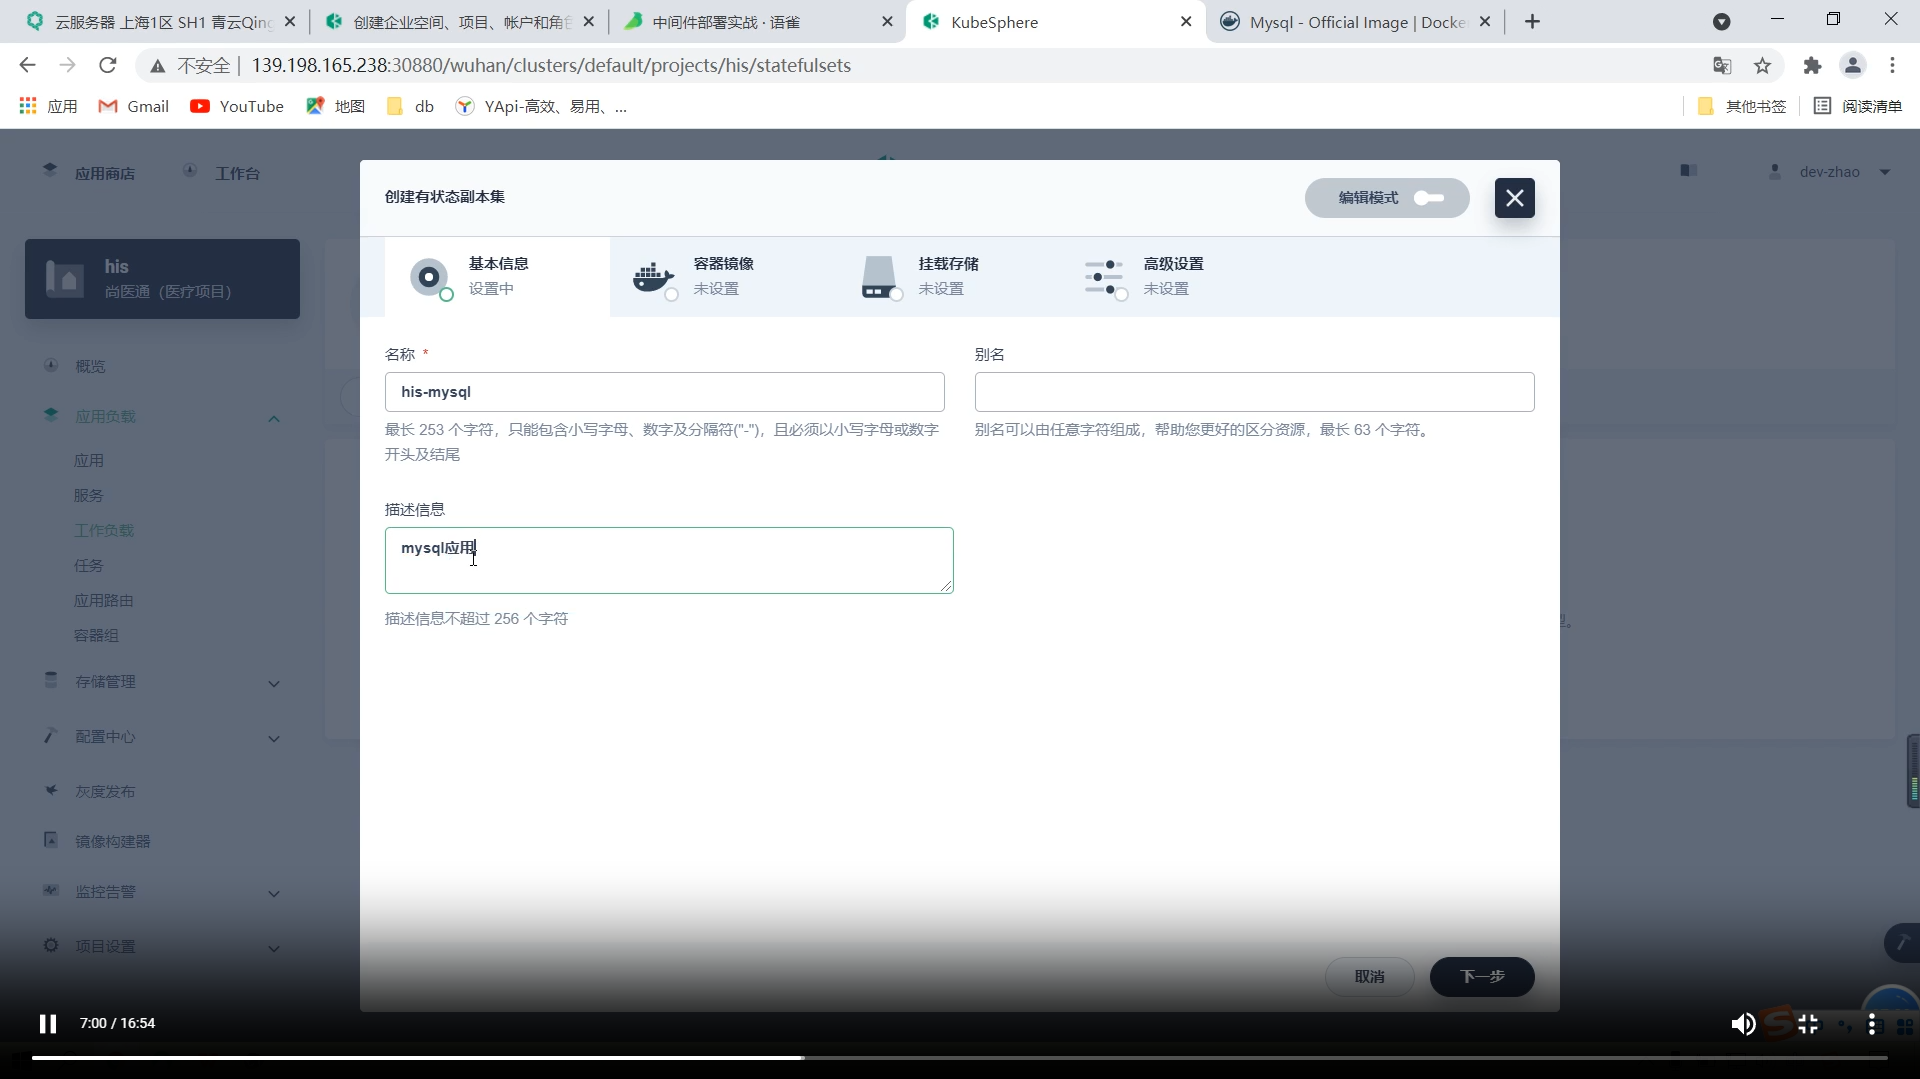 云服务器 上海1区 SH1 青云Qing
创建企业空间、项目、帐户和角色
中间件部署实战 · 语雀
KubeSphere
Mysql - Official Image | Docke
不安全 | 139.198.165.238:30880/wuhan/clusters/default/projects/his/statefulsets
应用
Gmail
YouTube
地图
db
YApi-高效、易用、...
其他书签
阅读清单
应用商店
工作台
dev-zhao
创建有状态副本集
编辑模式
his
尚医通（医疗项目）
基本信息
设置中
容器镜像
未设置
挂载存储
未设置
高级设置
未设置
概览
应用负载
应用
服务
工作负载
任务
应用路由
容器组
存储管理
配置中心
灰度发布
镜像构建器
监控告警
项目设置
名称 *
his-mysql
最长 253 个字符，只能包含小写字母、数字及分隔符("-")，且必须以小写字母或数字
开头及结尾
别名
别名可以由任意字符组成，帮助您更好的区分资源，最长 63 个字符。
描述信息
mysql应用
描述信息不超过 256 个字符
取消
下一步
7:00 / 16:54